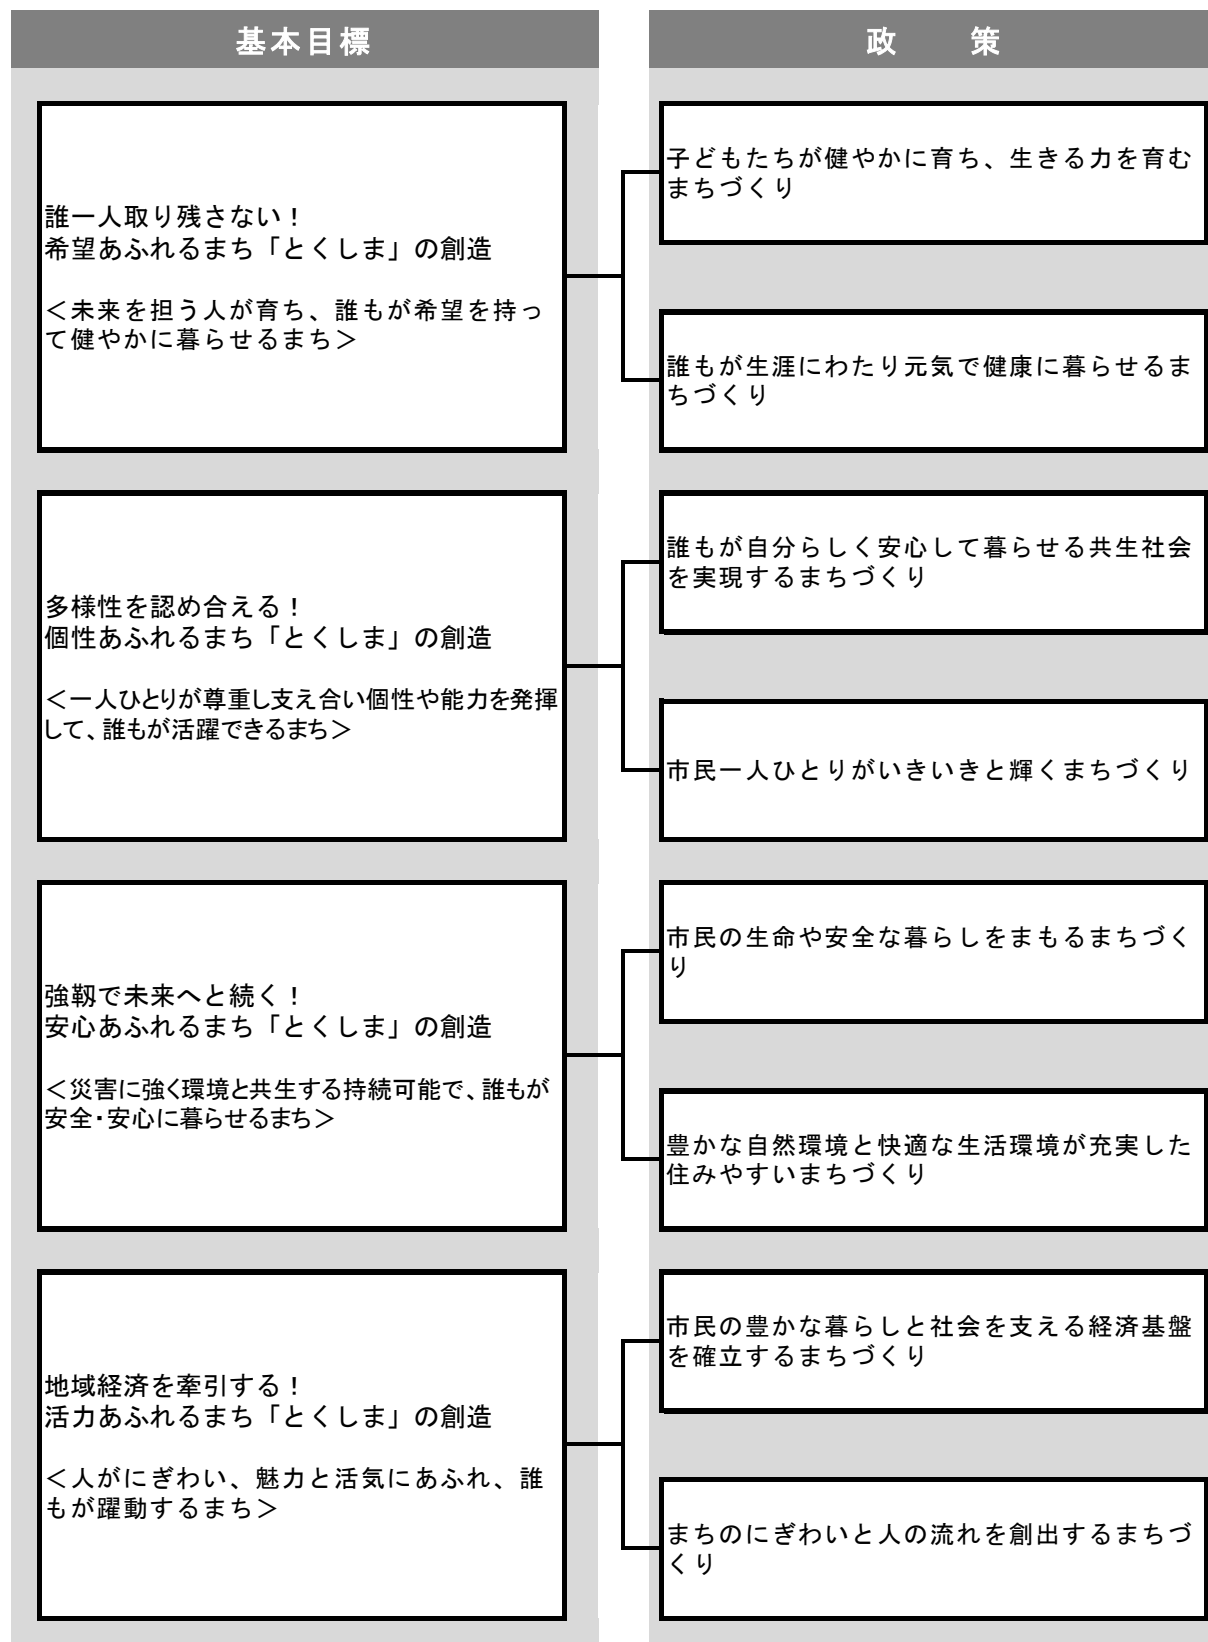 基本目標
政　　策
誰一人取り残さない！
希望あふれるまち「とくしま」の創造
＜未来を担う人が育ち、誰もが希望を持っ
て健やかに暮らせるまち＞
子どもたちが健やかに育ち、生きる力を育む
まちづくり
誰もが生涯にわたり元気で健康に暮らせるま
ちづくり
多様性を認め合える！
個性あふれるまち「とくしま」の創造
＜一人ひとりが尊重し支え合い個性や能力を発揮
して、誰もが活躍できるまち＞
誰もが自分らしく安心して暮らせる共生社会
を実現するまちづくり
市民一人ひとりがいきいきと輝くまちづくり
強靱で未来へと続く！
安心あふれるまち「とくしま」の創造
＜災害に強く環境と共生する持続可能で、誰もが
安全・安心に暮らせるまち＞
市民の生命や安全な暮らしをまもるまちづく
り
豊かな自然環境と快適な生活環境が充実した
住みやすいまちづくり
地域経済を牽引する！
活力あふれるまち「とくしま」の創造
＜人がにぎわい、魅力と活気にあふれ、誰
もが躍動するまち＞
市民の豊かな暮らしと社会を支える経済基盤
を確立するまちづくり
まちのにぎわいと人の流れを創出するまちづ
くり